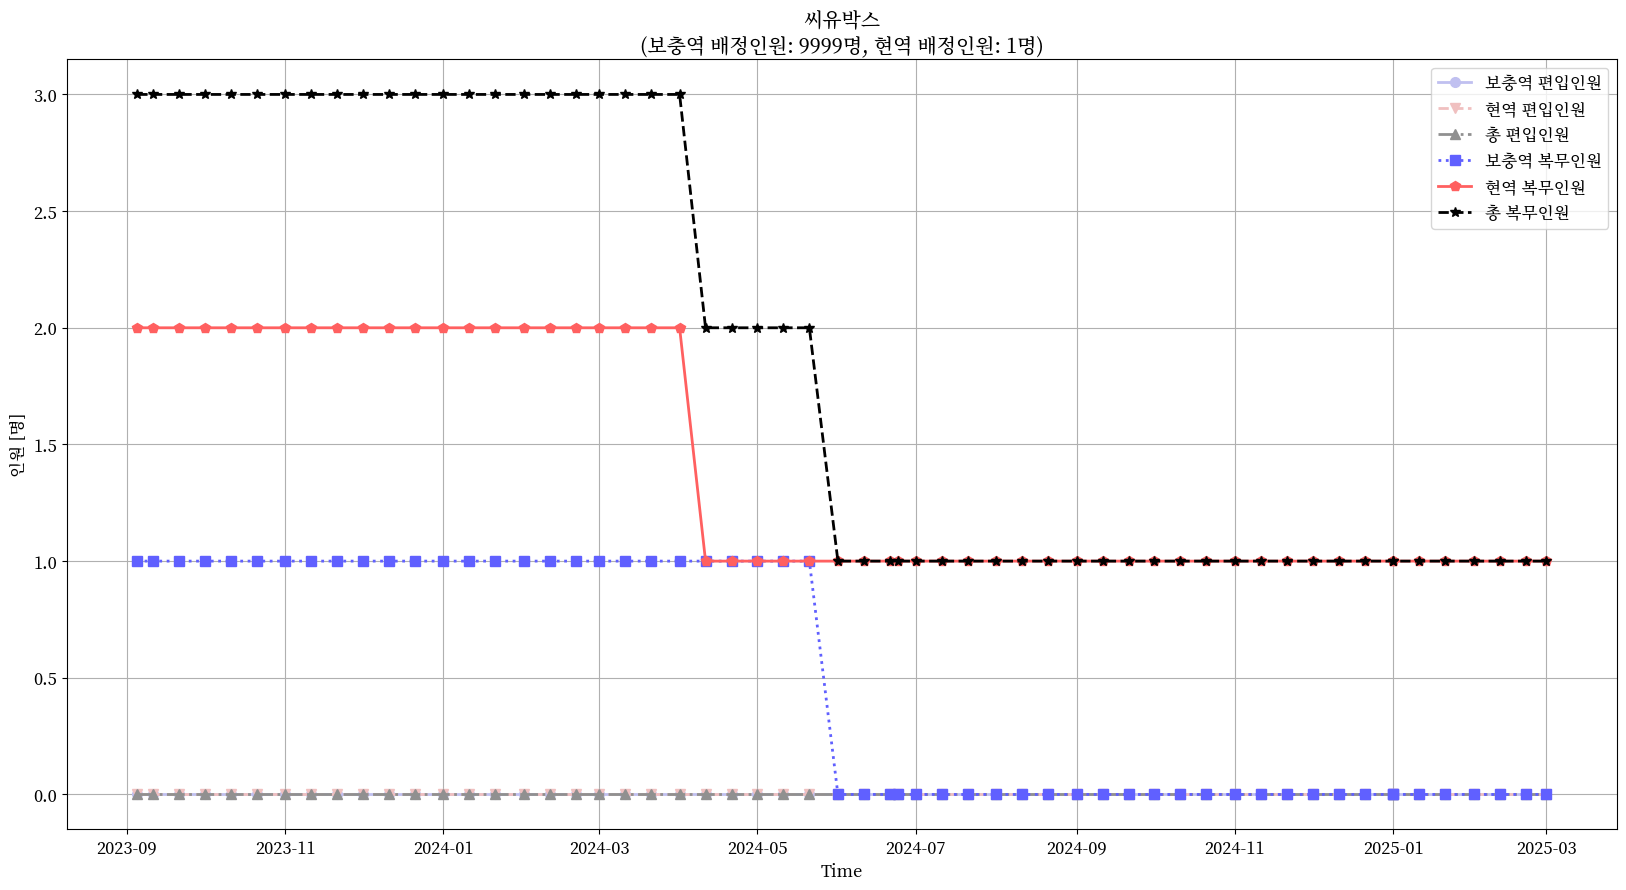 씨유박스
(보충역 배정인원: 9999명, 현역 배정인원: 1명)
보충역 편입인원
현역 편입인원
총 편입인원
보충역 복무인원
현역 복무인원
총 복무인원
인원 [명]
3.0
2.5
2.0
1.5
1.0
0.5
0.0
2023-09
2023-11
2024-01
2024-03
2024-05
2024-07
2024-09
2024-11
2025-01
2025-03
Time